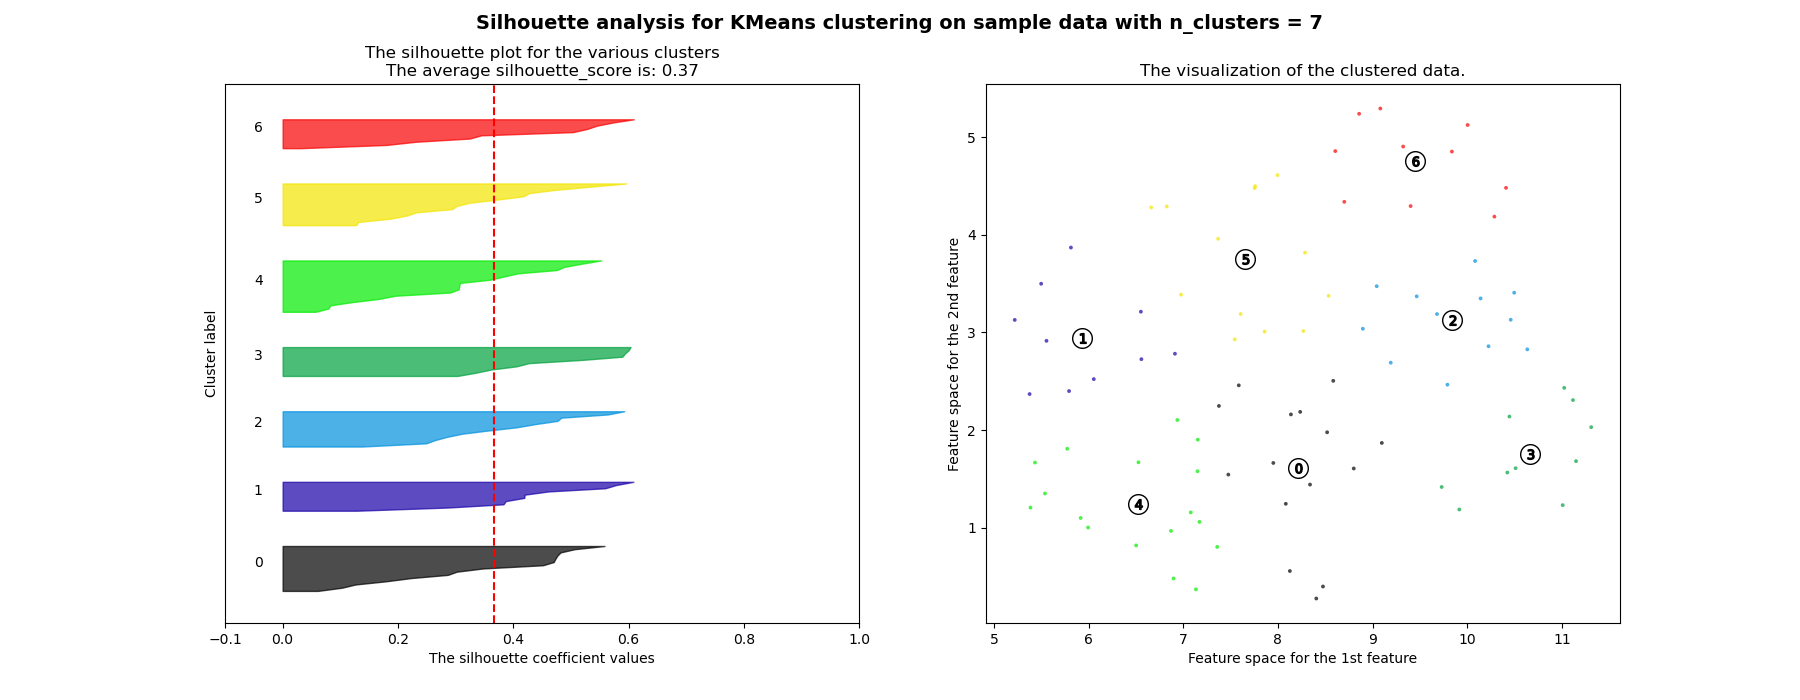 Silhouette analysis for KMeans clustering on sample data with n_clusters = 7
The silhouette plot for the various clusters
The average silhouette_score is: 0.37
Cluster label
6
5
4
3
2
1
0
−0.1 0.0 0.2 0.4 0.6 0.8 1.0
The silhouette coefficient values
The visualization of the clustered data.
Feature space for the 2nd feature
5
4
3
2
1
6
5
2
1
3
0
4
5 6 7 8 9 10 11
Feature space for the 1st feature